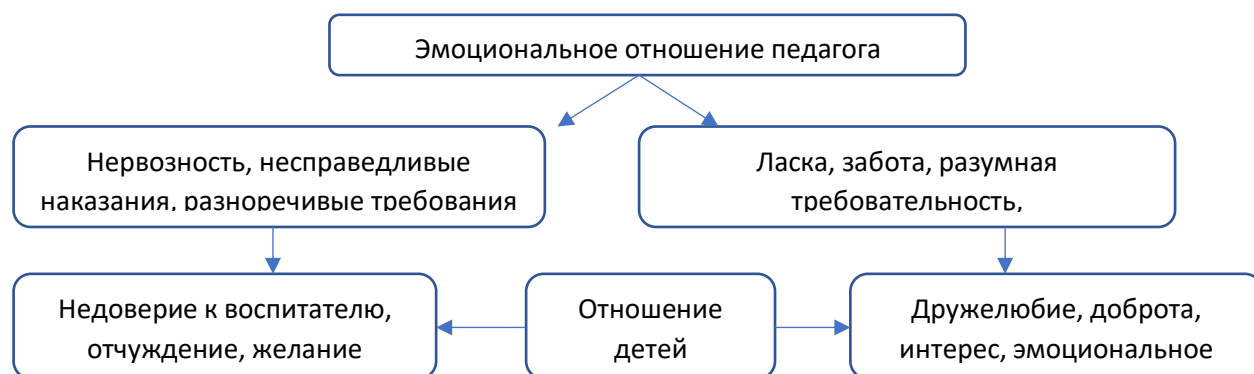 Эмоциональное отношение педагога
Нервозность, несправедливые
наказания, разноречивые требования
Ласка, забота, разумная
требовательность,
Недоверие к воспитателю,
отчуждение, желание
Отношение
детей
Дружелюбие, доброта,
интерес, эмоциональное